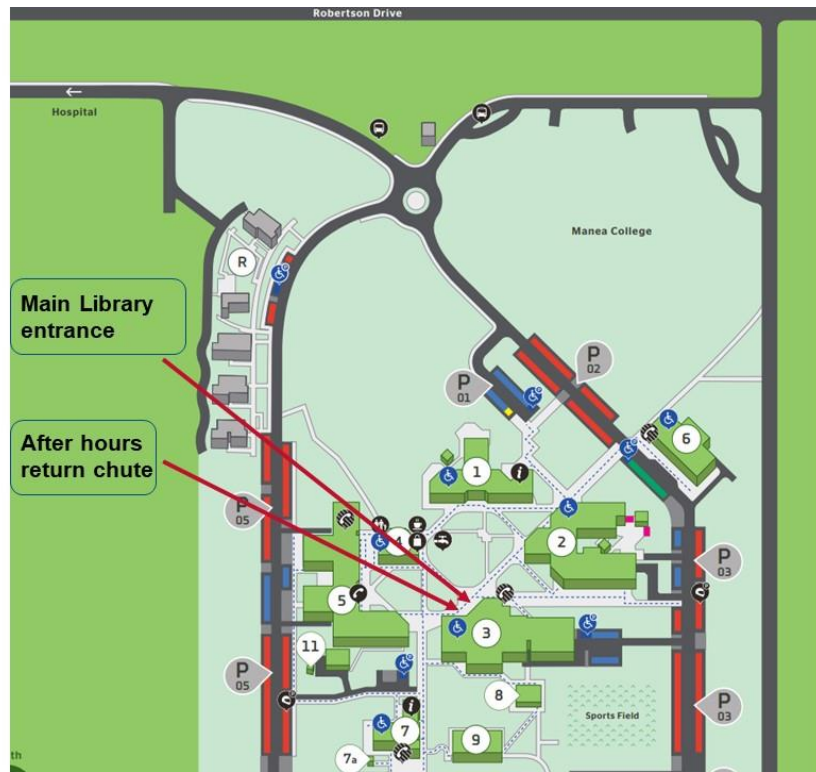 Robertson Drive
Hospital
Manea College
R
Main Library
entrance
P
02
P
01
After hours
return chute
6
1
i
P
05
4
2
5
3
P
03
11
8
P
05
i
7
9
Sports Field
P
03
7a
th